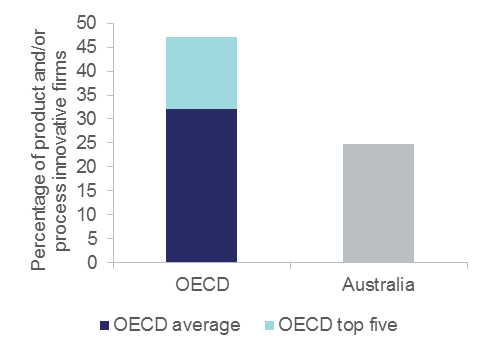 Percentage of product and/or
process innovative firms
50
45
40
35
30
25
20
15
10
5
0
OECD
Australia
OECD average
OECD top five